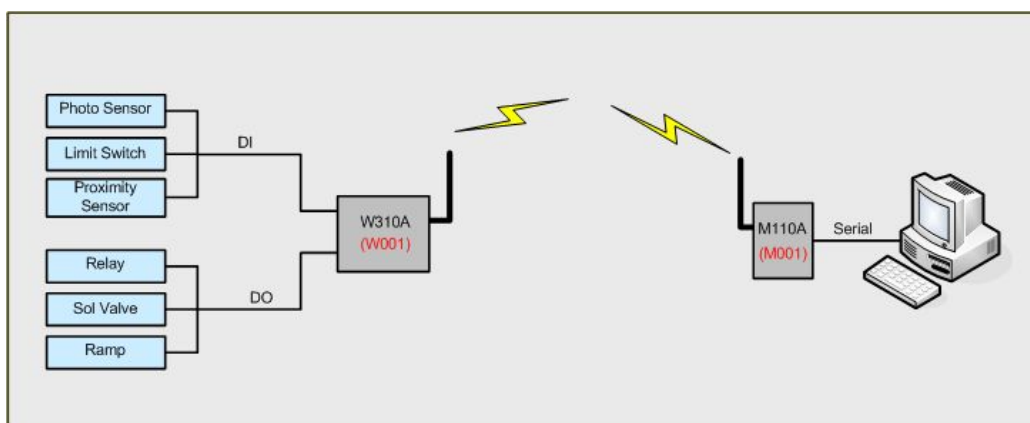 Photo Sensor
Limit Switch
Proximity
Sensor
DI
Relay
Sol Valve
Ramp
DO
W310A
(W001)
M110A
(M001)
Serial